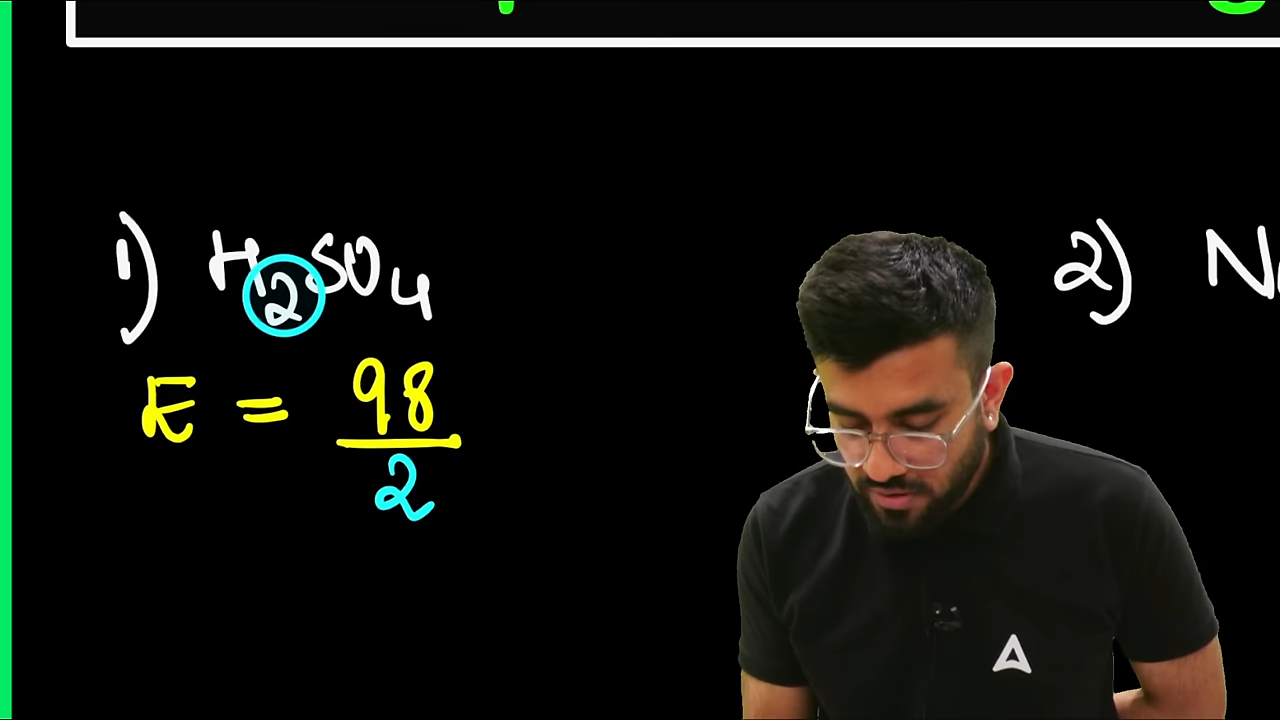 1) H₂SO₄
2) N
E = 98/2